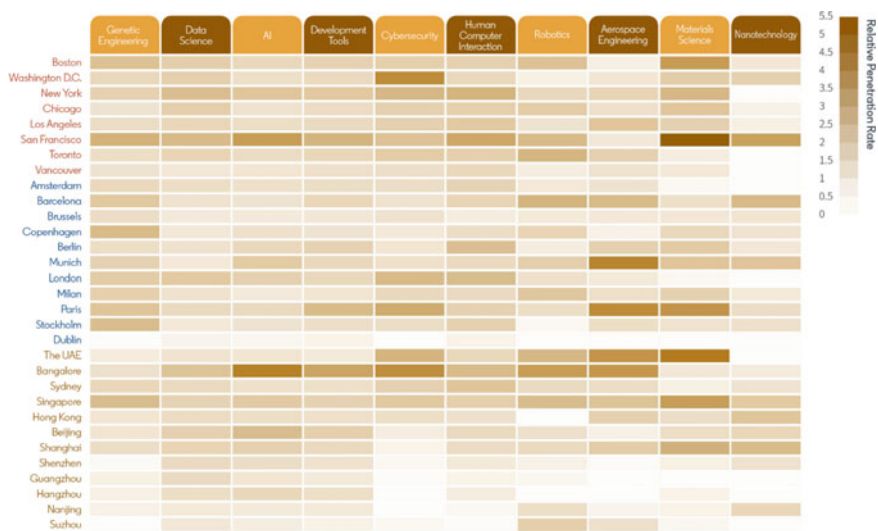 Genetic Engineering
Data Science
AI
Development Tools
Cybersecurity
Human Computer Interaction
Robotics
Aerospace Engineering
Materials Science
Nanotechnology
Boston
Washington D.C.
New York
Chicago
Los Angeles
San Francisco
Toronto
Vancouver
Amsterdam
Barcelona
Brussels
Copenhagen
Berlin
Munich
London
Milan
Paris
Stockholm
Dublin
The UAE
Bangalore
Sydney
Singapore
Hong Kong
Beijing
Shanghai
Shenzhen
Guangzhou
Hangzhou
Nanjing
Suzhou
5.5
5
4.5
4
3.5
3
2.5
2
1.5
1
0.5
0
Relative Penetration Rate